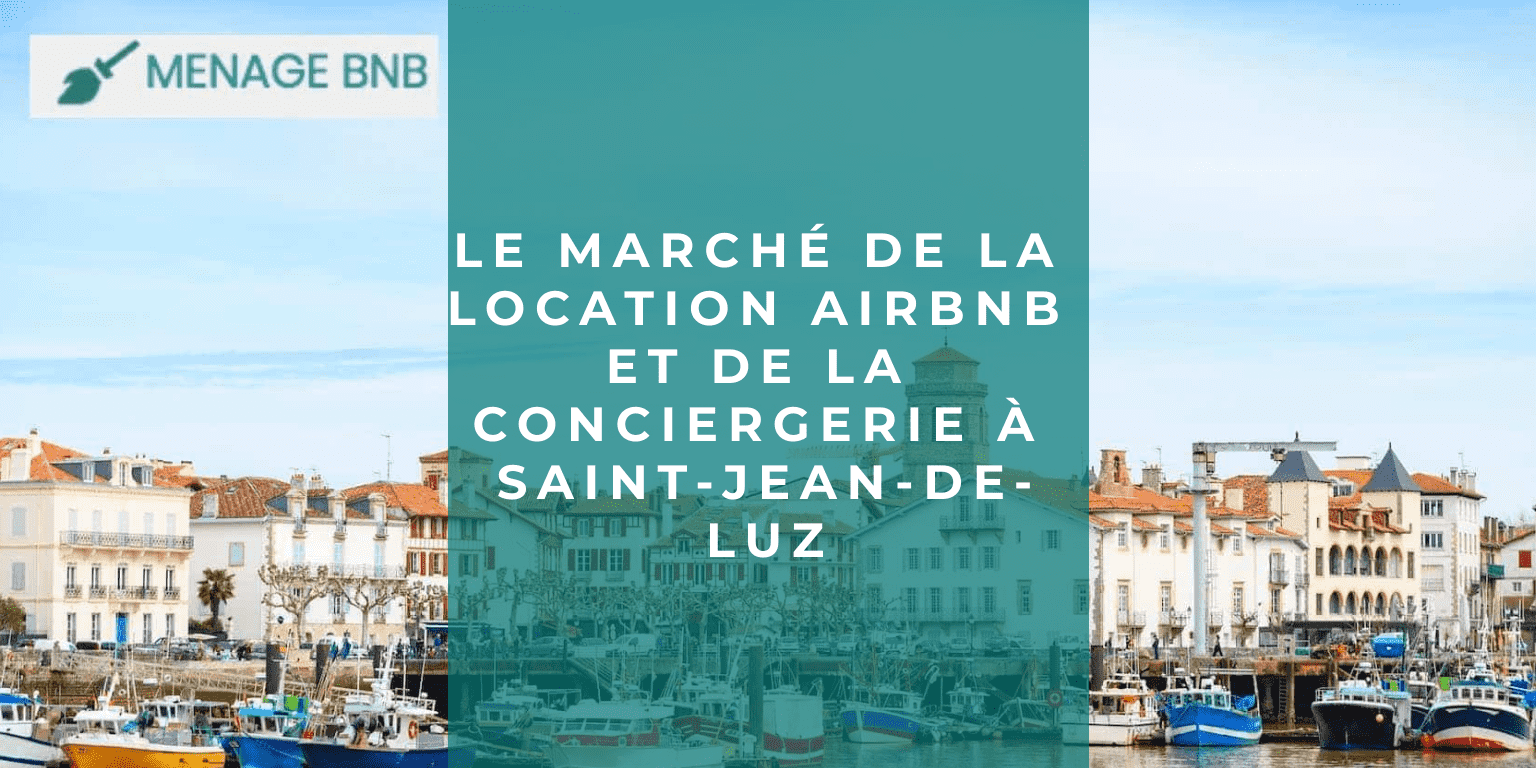 MENAGE BNB
LE MARCHÉ DE LA
LOCATION AIRBNB
ET DE LA
CONCIERGERIE À
SAINT-JEAN-DE-
LUZ